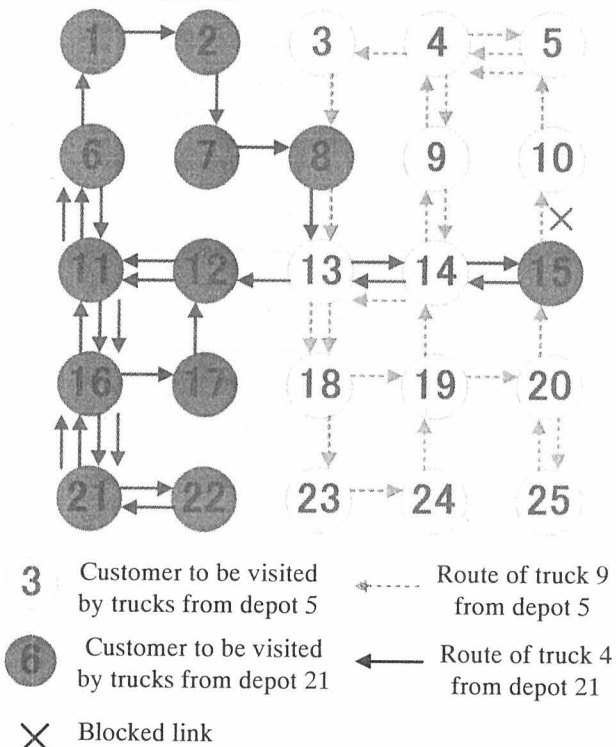 1 2 3 4 5
6 7 8 9 10
11 12 13 14 15
16 17 18 19 20
21 22 23 24 25
3 Customer to be visited
by trucks from depot 5
Route of truck 9
from depot 5
6 Customer to be visited
by trucks from depot 21
Route of truck 4
from depot 21
Blocked link